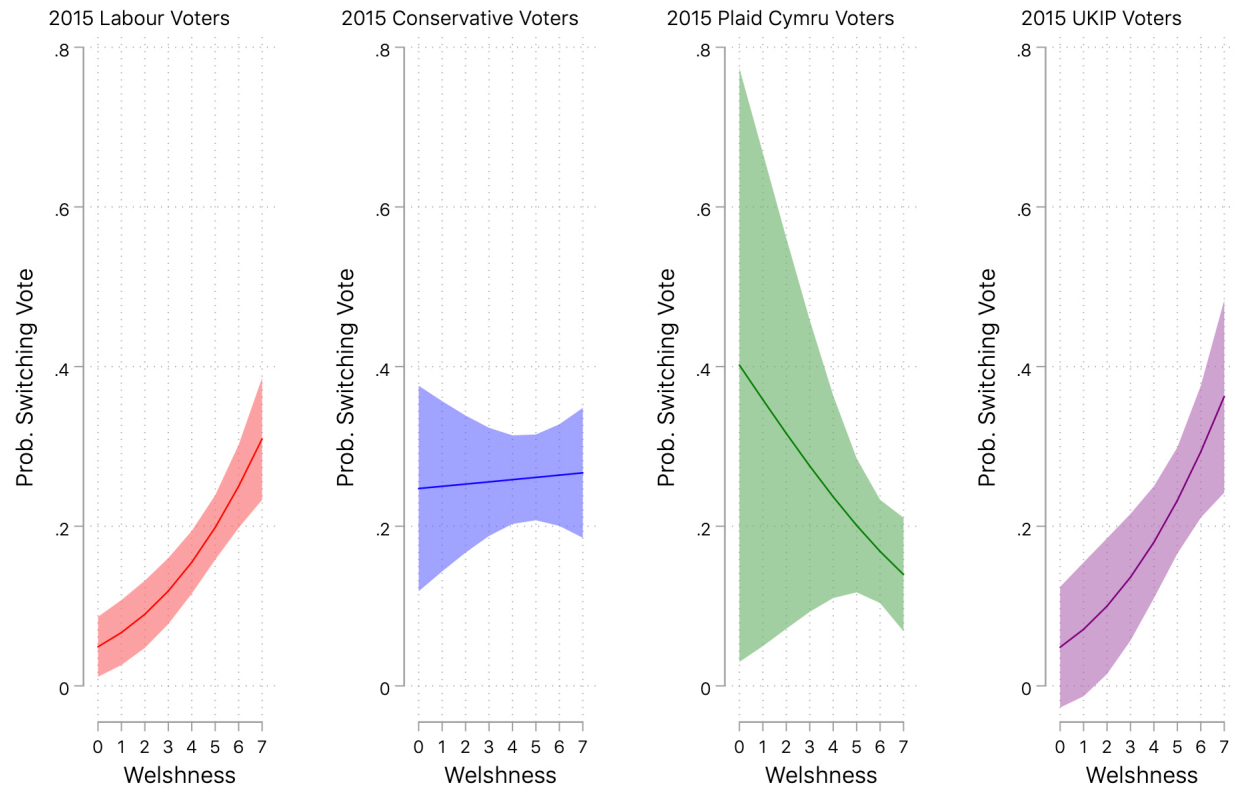 2015 Labour Voters
.8
.6
.4
.2
0
Prob. Switching Vote
0 1 2 3 4 5 6 7
Welshness
2015 Conservative Voters
.8
.6
.4
.2
0
Prob. Switching Vote
0 1 2 3 4 5 6 7
Welshness
2015 Plaid Cymru Voters
.8
.6
.4
.2
0
Prob. Switching Vote
0 1 2 3 4 5 6 7
Welshness
2015 UKIP Voters
.8
.6
.4
.2
0
Prob. Switching Vote
0 1 2 3 4 5 6 7
Welshness